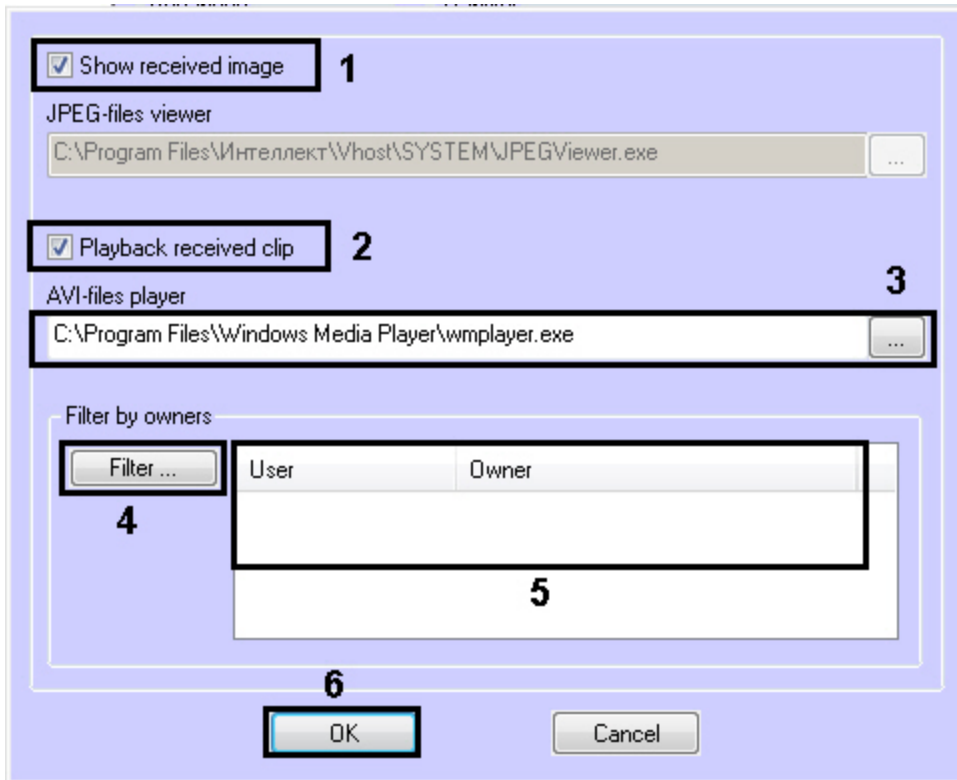 Show received image
1
JPEG-files viewer
C:\Program Files\Интеллект\Vhost\SYSTEM\JPEGViewer.exe
...
Playback received clip
2
AVI-files player
3
C:\Program Files\Windows Media Player\wmplayer.exe
...
Filter by owners
Filter ...
User Owner
4
5
6
OK Cancel